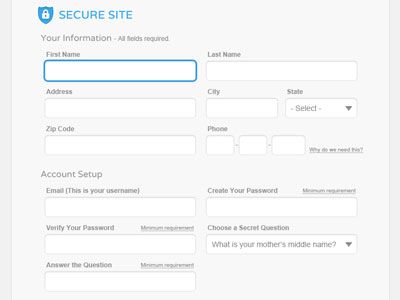 SECURE SITE
Your Information - All fields required.
First Name Last Name
Address City State
- Select -
Zip Code Phone
- -
Why do we need this?
Account Setup
Email (This is your username) Create Your Password Minimum requirement
Verify Your Password Minimum requirement Choose a Secret Question
What is your mother's middle name?
Answer the Question Minimum requirement